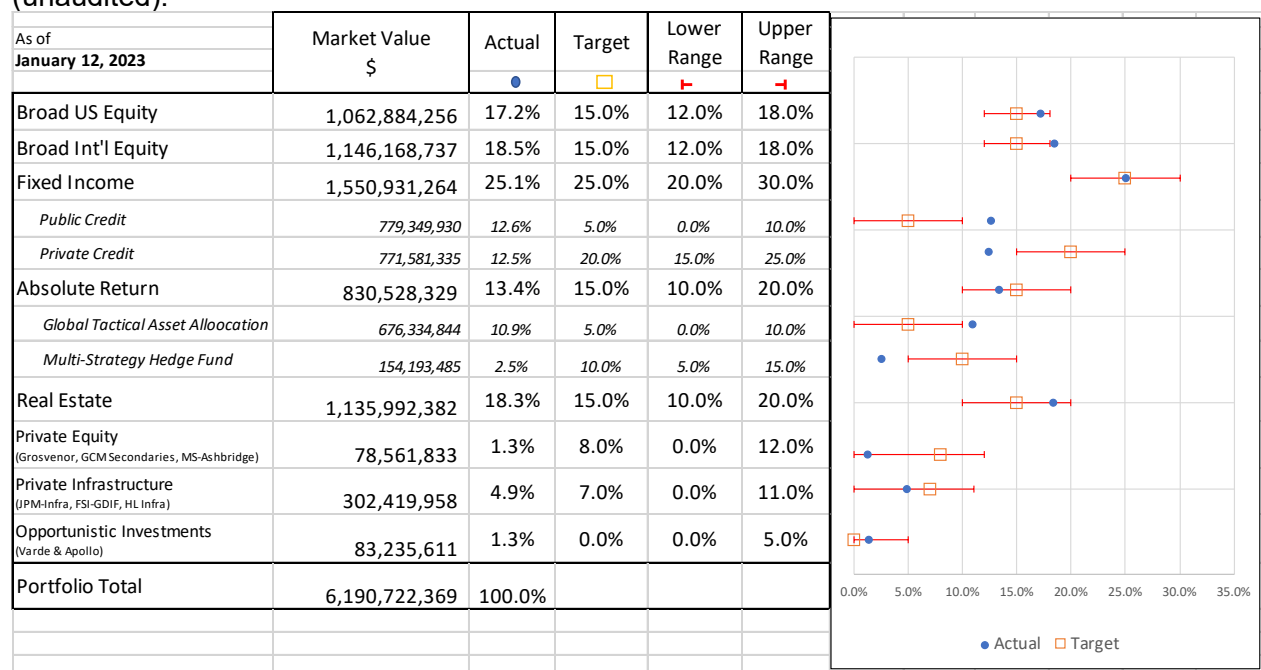 (unaudited).
As of
January 12, 2023
Market Value
$
Actual
Target
Lower
Range
Upper
Range
Broad US Equity 1,062,884,256 17.2% 15.0% 12.0% 18.0%
Broad Int'l Equity 1,146,168,737 18.5% 15.0% 12.0% 18.0%
Fixed Income 1,550,931,264 25.1% 25.0% 20.0% 30.0%
Public Credit 779,349,930 12.6% 5.0% 0.0% 10.0%
Private Credit 771,581,335 12.5% 20.0% 15.0% 25.0%
Absolute Return 830,528,329 13.4% 15.0% 10.0% 20.0%
Global Tactical Asset Alloocation 676,334,844 10.9% 5.0% 0.0% 10.0%
Multi-Strategy Hedge Fund 154,193,485 2.5% 10.0% 5.0% 15.0%
Real Estate 1,135,992,382 18.3% 15.0% 10.0% 20.0%
Private Equity
(Grosvenor, GCM Secondaries, MS-Ashbridge) 78,561,833 1.3% 8.0% 0.0% 12.0%
Private Infrastructure
(JPM-Infra, FSI-GDIF, HL Infra) 302,419,958 4.9% 7.0% 0.0% 11.0%
Opportunistic Investments
(Varde & Apollo) 83,235,611 1.3% 0.0% 0.0% 5.0%
Portfolio Total 6,190,722,369 100.0%
0.0% 5.0% 10.0% 15.0% 20.0% 25.0% 30.0% 35.0%
Actual Target